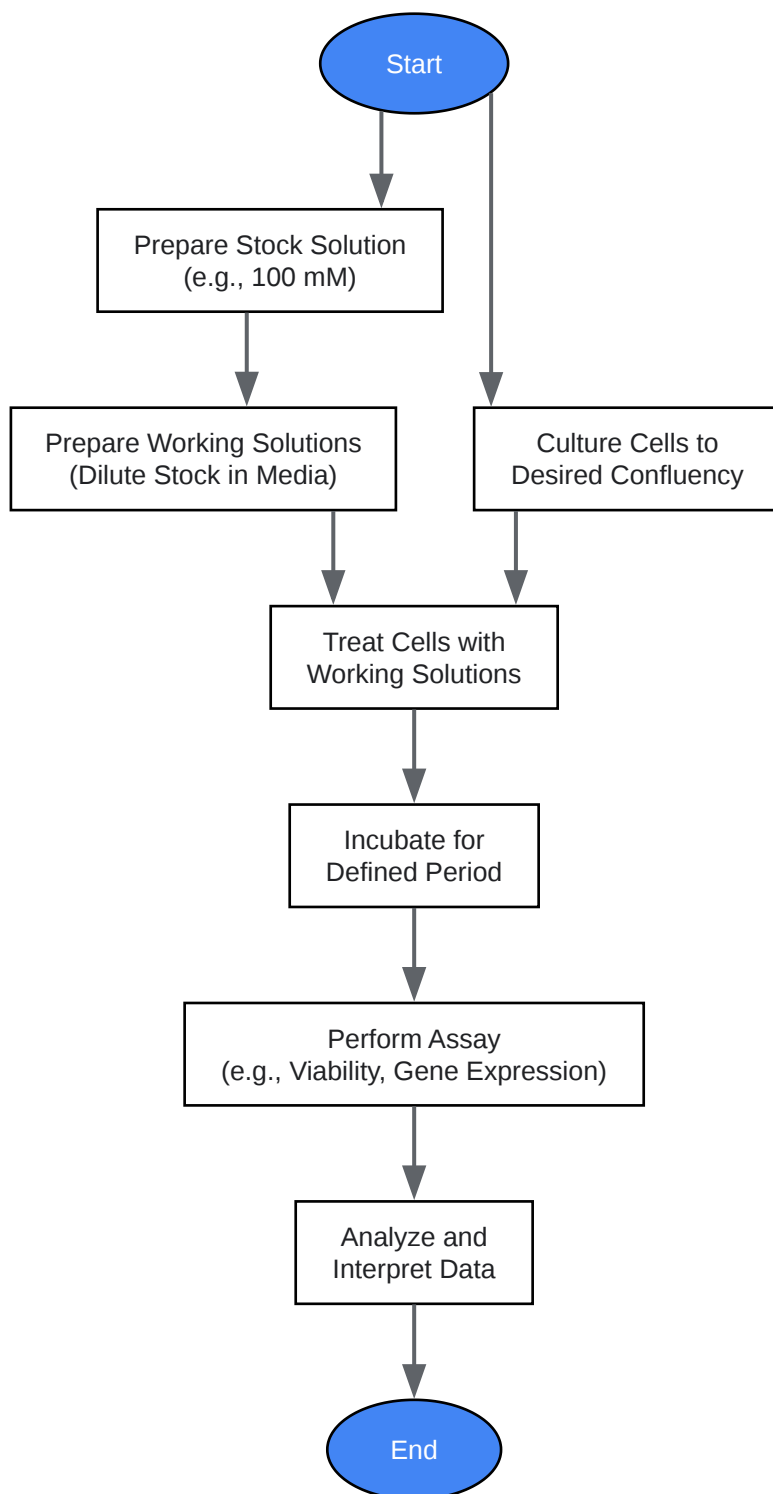 Start
Prepare Stock Solution
(e.g., 100 mM)
Prepare Working Solutions
(Dilute Stock in Media)
Culture Cells to
Desired Confluency
Treat Cells with
Working Solutions
Incubate for
Defined Period
Perform Assay
(e.g., Viability, Gene Expression)
Analyze and
Interpret Data
End